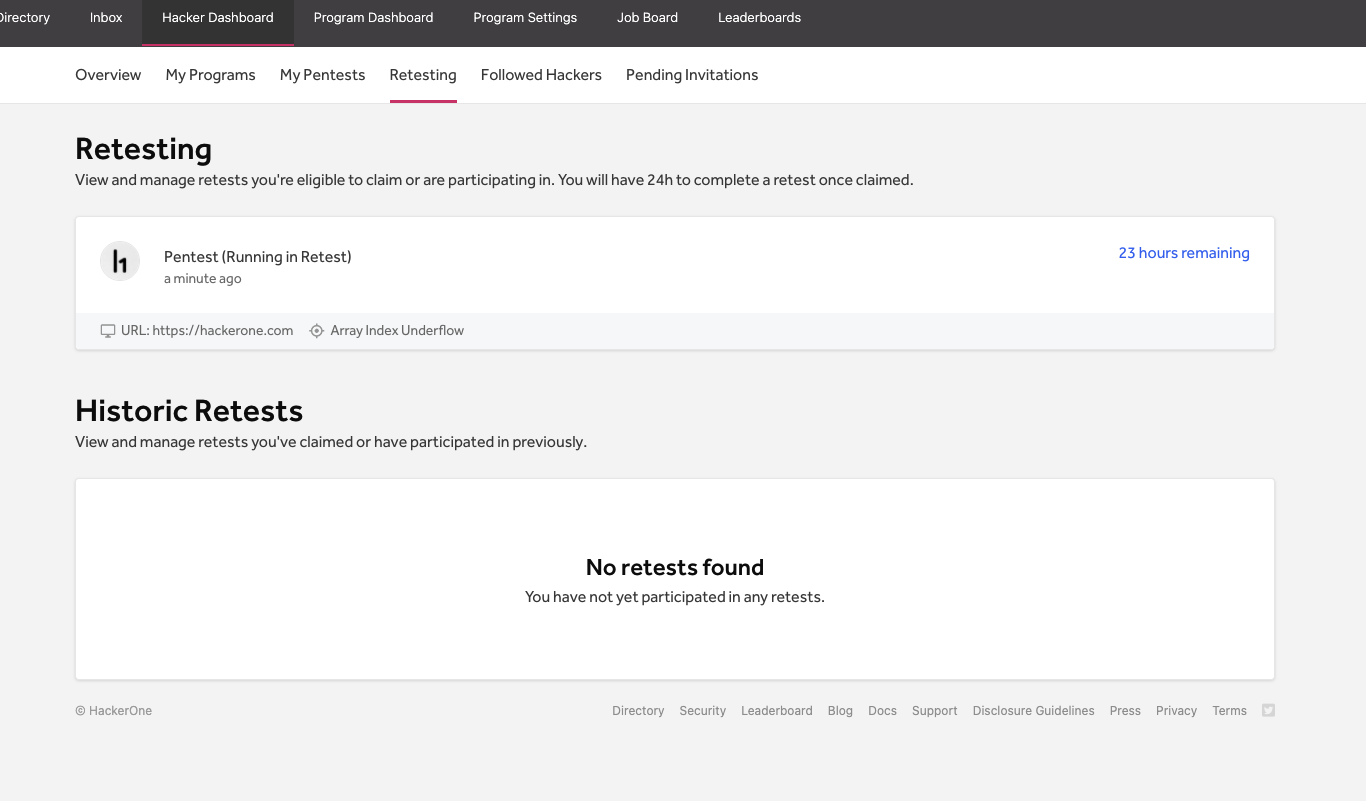 Directory Inbox Hacker Dashboard Program Dashboard Program Settings Job Board Leaderboards
Overview My Programs My Pentests Retesting Followed Hackers Pending Invitations
Retesting
View and manage retests you're eligible to claim or are participating in. You will have 24h to complete a retest once claimed.
Pentest (Running in Retest)
23 hours remaining
a minute ago
URL: https://hackerone.com Array Index Underflow
Historic Retests
View and manage retests you've claimed or have participated in previously.
No retests found
You have not yet participated in any retests.
© HackerOne Directory Security Leaderboard Blog Docs Support Disclosure Guidelines Press Privacy Terms